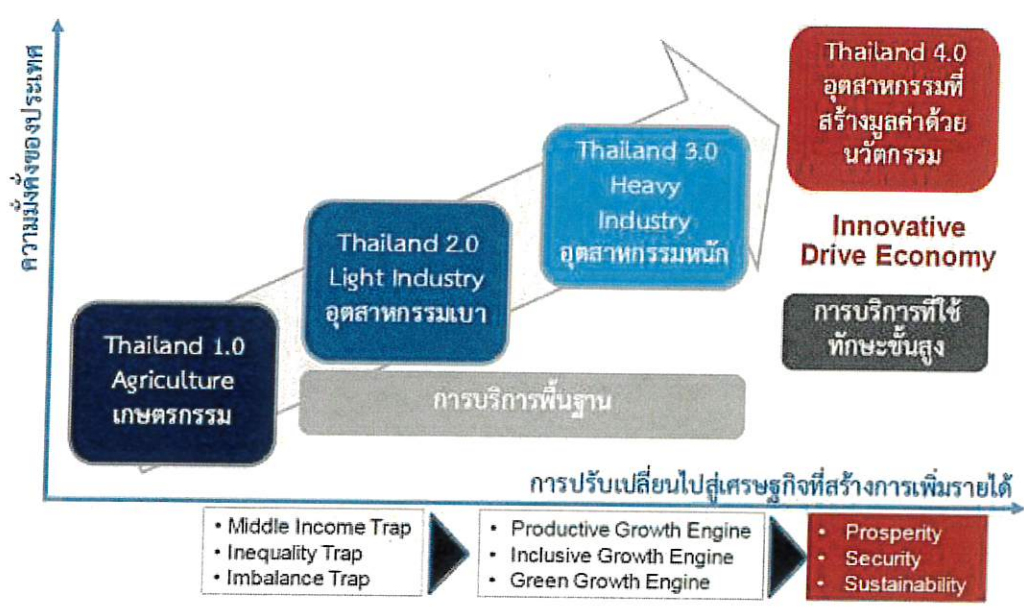 ความมั่งคั่งของประเทศ
Thailand 1.0
Agriculture
เกษตรกรรม
Thailand 2.0
Light Industry
อุตสาหกรรมเบา
Thailand 3.0
Heavy
Industry
อุตสาหกรรมหนัก
Thailand 4.0
อุตสาหกรรมที่
สร้างมูลค่าด้วย
นวัตกรรม
Innovative
Drive Economy
การบริการพื้นฐาน
การบริการที่ใช้
ทักษะขั้นสูง
การปรับเปลี่ยนไปสู่เศรษฐกิจที่สร้างการเพิ่มรายได้
• Middle Income Trap
• Inequality Trap
• Imbalance Trap
• Productive Growth Engine
• Inclusive Growth Engine
• Green Growth Engine
• Prosperity
• Security
• Sustainability